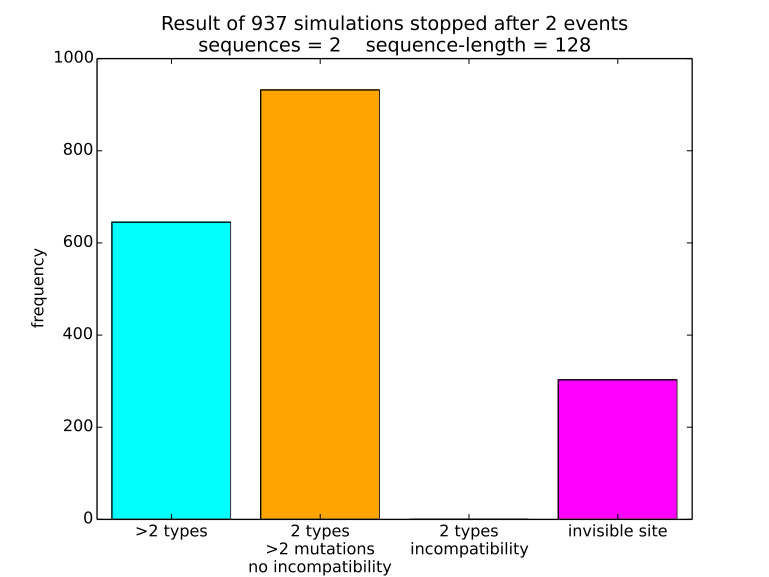 Result of 937 simulations stopped after 2 events
sequences = 2    sequence-length = 128
1000
800
600
400
200
0
frequency
>2 types
2 types
>2 mutations
no incompatibility
2 types
incompatibility
invisible site